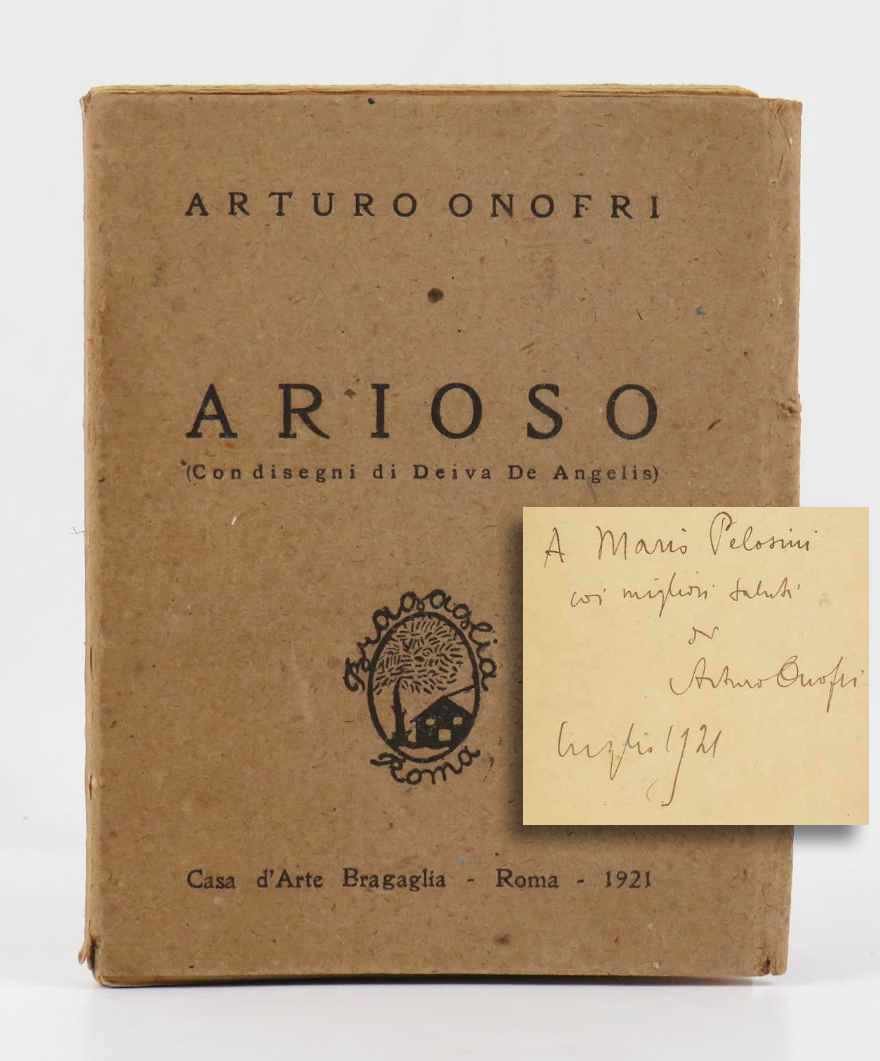 ARTURO ONOFRI
ARIOSO
(Con disegni di Deiva De Angelis)
Bragaglia
Roma
Casa d'Arte Bragaglia - Roma - 1921
A Mario Pelosini
coi migliori saluti
di
Arturo Onofri
Luglio 1921